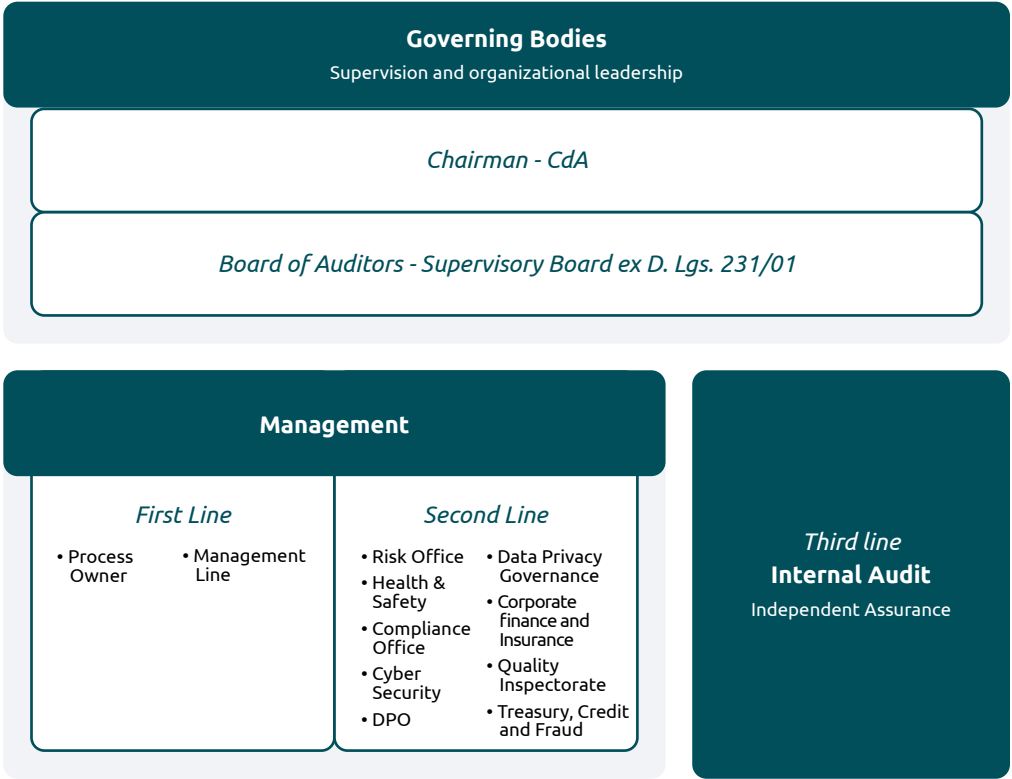 Governing Bodies
Supervision and organizational leadership
Chairman - CdA
Board of Auditors - Supervisory Board ex D. Lgs. 231/01
Management
First Line
• Process
Owner
• Management
Line
Second Line
• Risk Office
• Health &
Safety
• Compliance
Office
• Cyber
Security
• DPO
• Data Privacy
Governance
• Corporate
finance and
Insurance
• Quality
Inspectorate
• Treasury, Credit
and Fraud
Third line
Internal Audit
Independent Assurance